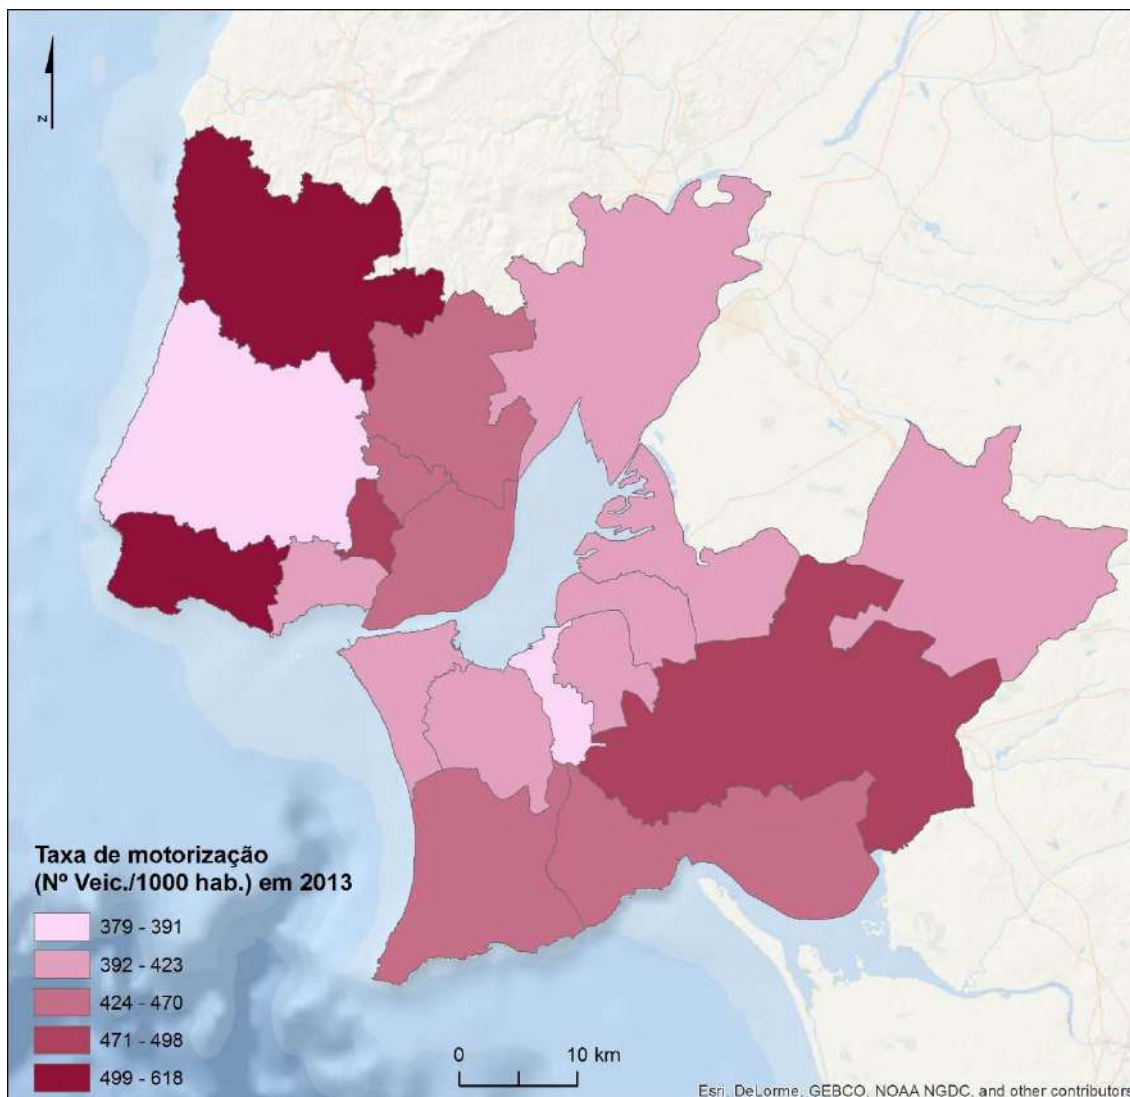 z
Taxa de motorização
(Nº Veic./1000 hab.) em 2013
379 - 391
392 - 423
424 - 470
471 - 498
499 - 618
0 10 km
Esri, DeLorme, GEBCO, NOAA NGDC, and other contributors